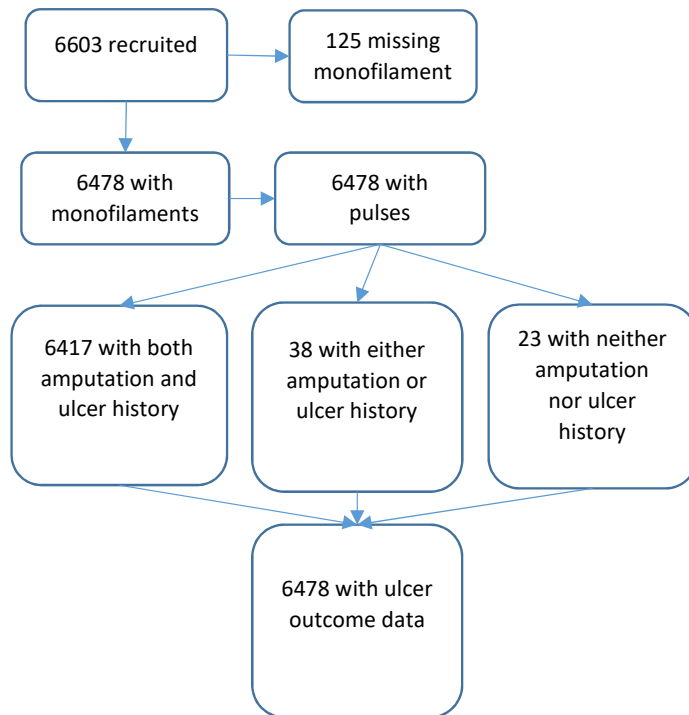 6603 recruited
125 missing
monofilament
6478 with
monofilaments
6478 with
pulses
6417 with both
amputation and
ulcer history
38 with either
amputation or
ulcer history
23 with neither
amputation
nor ulcer
history
6478 with ulcer
outcome data